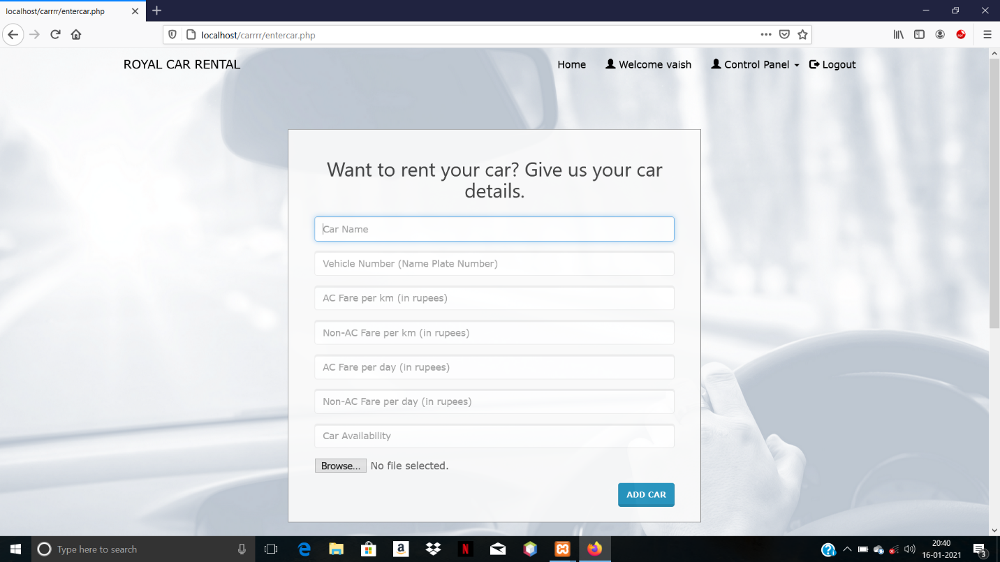 localhost/carrrr/entercar.php
localhost/carrrr/entercar.php
ROYAL CAR RENTAL
Home
Welcome vaish
Control Panel
Logout
Want to rent your car? Give us your car
details.
Car Name
Vehicle Number (Name Plate Number)
AC Fare per km (in rupees)
Non-AC Fare per km (in rupees)
AC Fare per day (in rupees)
Non-AC Fare per day (in rupees)
Car Availability
Browse... No file selected.
ADD CAR
Type here to search
20:40
16-01-2021
3